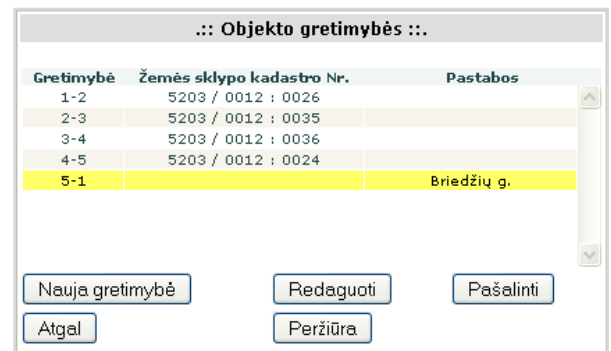 .:: Objekto gretimybės ::.
Gretimybė Žemės sklypo kadastro Nr. Pastabos
1-2 5203 / 0012 : 0026
2-3 5203 / 0012 : 0035
3-4 5203 / 0012 : 0036
4-5 5203 / 0012 : 0024
5-1 Briedžių g.
Nauja gretimybė Redaguoti Pašalinti
Atgal Peržiūra